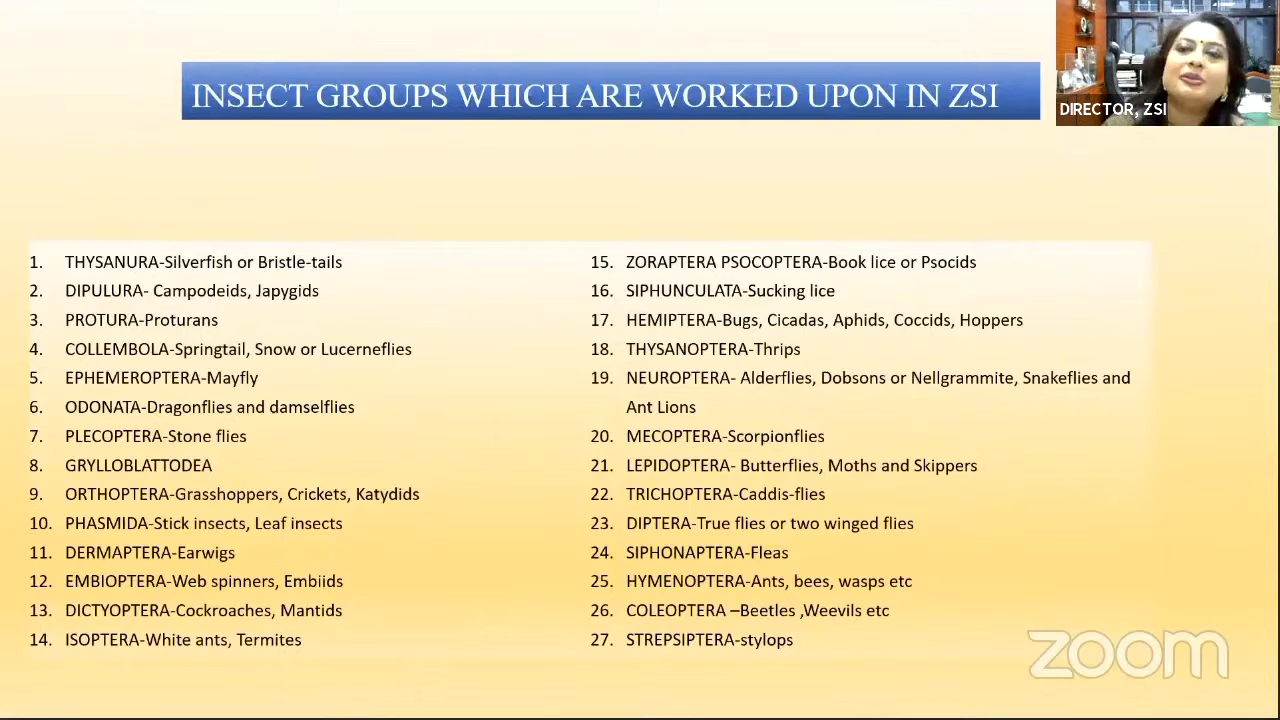 INSECT GROUPS WHICH ARE WORKED UPON IN ZSI
DIRECTOR, ZSI
1. THYSANURA-Silverfish or Bristle-tails
2. DIPULURA- Campodeids, Japygids
3. PROTURA-Proturans
4. COLLEMBOLA-Springtail, Snow or Lucerneflies
5. EPHEMEROPTERA-Mayfly
6. ODONATA-Dragonflies and damselflies
7. PLECOPTERA-Stone flies
8. GRYLLOBLATTODEA
9. ORTHOPTERA-Grasshoppers, Crickets, Katydids
10. PHASMIDA-Stick insects, Leaf insects
11. DERMAPTERA-Earwigs
12. EMBIOPTERA-Web spinners, Embiids
13. DICTYOPTERA-Cockroaches, Mantids
14. ISOPTERA-White ants, Termites
15. ZORAPTERA PSOCOPTERA-Book lice or Psocids
16. SIPHUNCULATA-Sucking lice
17. HEMIPTERA-Bugs, Cicadas, Aphids, Coccids, Hoppers
18. THYSANOPTERA-Thrips
19. NEUROPTERA- Alderflies, Dobsons or Nellgrammite, Snakeflies and
Ant Lions
20. MECOPTERA-Scorpionflies
21. LEPIDOPTERA- Butterflies, Moths and Skippers
22. TRICHOPTERA-Caddis-flies
23. DIPTERA-True flies or two winged flies
24. SIPHONAPTERA-Fleas
25. HYMENOPTERA-Ants, bees, wasps etc
26. COLEOPTERA –Beetles ,Weevils etc
27. STREPSIPTERA-stylops
zoom